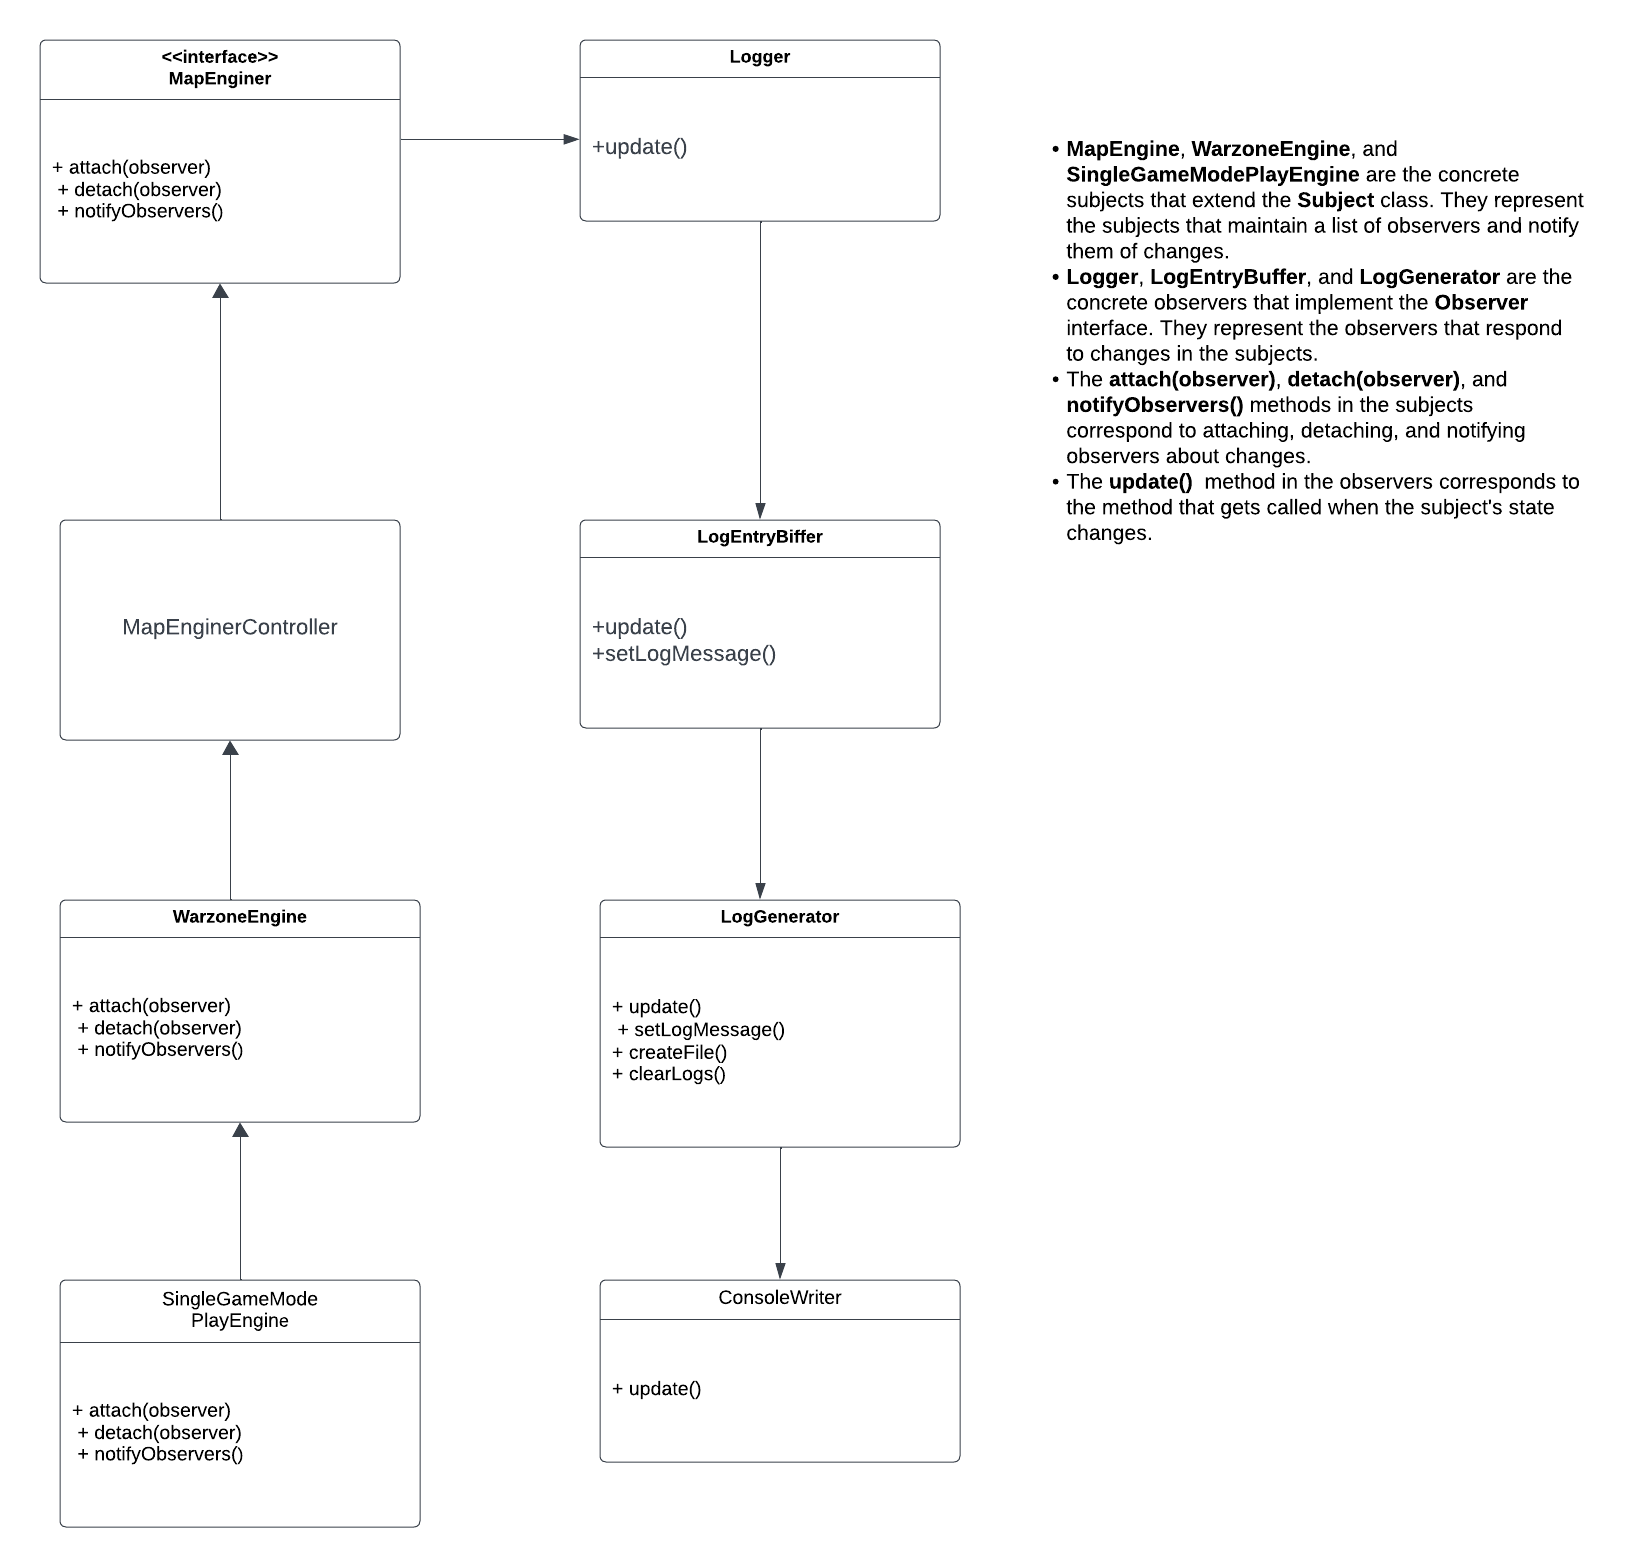 <<interface>>
MapEnginer
+ attach(observer)
+ detach(observer)
+ notifyObservers()
Logger
+update()
• MapEngine, WarzoneEngine, and
SingleGameModePlayEngine are the concrete
subjects that extend the Subject class. They represent
the subjects that maintain a list of observers and notify
them of changes.
• Logger, LogEntryBuffer, and LogGenerator are the
concrete observers that implement the Observer
interface. They represent the observers that respond
to changes in the subjects.
• The attach(observer), detach(observer), and
notifyObservers() methods in the subjects
correspond to attaching, detaching, and notifying
observers about changes.
• The update()  method in the observers corresponds to
the method that gets called when the subject's state
changes.
MapEnginerController
LogEntryBiffer
+update()
+setLogMessage()
WarzoneEngine
+ attach(observer)
+ detach(observer)
+ notifyObservers()
LogGenerator
+ update()
+ setLogMessage()
+ createFile()
+ clearLogs()
SingleGameMode
PlayEngine
+ attach(observer)
+ detach(observer)
+ notifyObservers()
ConsoleWriter
+ update()